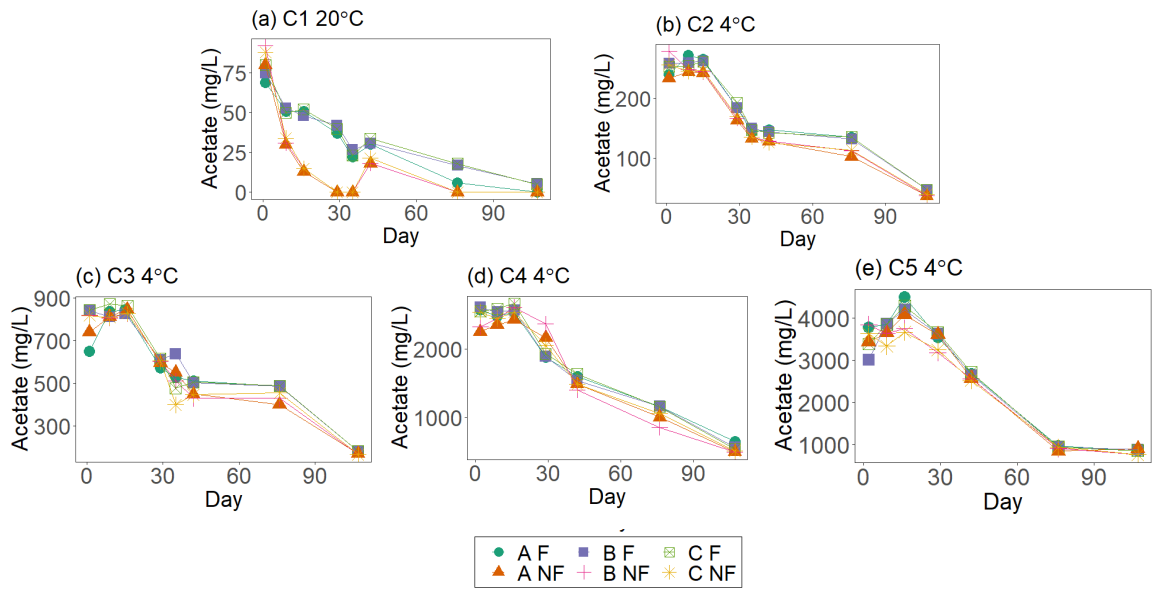 (a) C1 20°C
Acetate (mg/L)
75
50
25
0
0 30 60 90
Day
(b) C2 4°C
Acetate (mg/L)
200
100
0 30 60 90
Day
(c) C3 4°C
Acetate (mg/L)
900
700
500
300
0 30 60 90
Day
(d) C4 4°C
Acetate (mg/L)
2000
1000
0 30 60 90
Day
(e) C5 4°C
Acetate (mg/L)
4000
3000
2000
1000
0 30 60 90
Day
A F B F C F
A NF B NF C NF